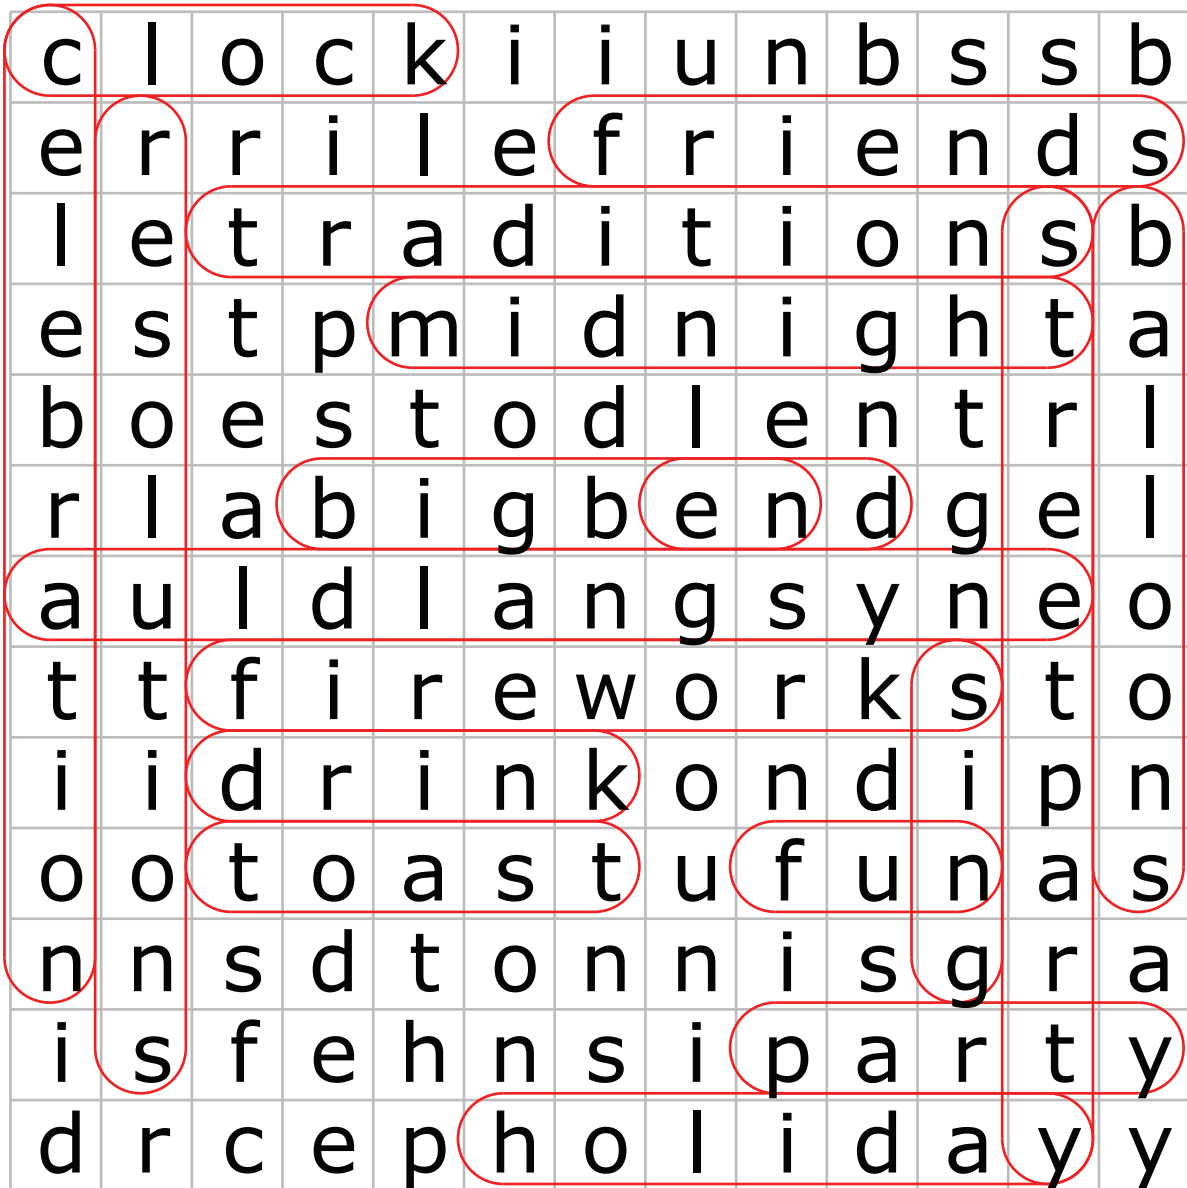 c l o c k i i u n b s s b
e r r i l e f r i e n d s
l e t r a d i t i o n s b
e s t p m i d n i g h t a
b o e s t o d l e n t r l
r l a b i g b e n d g e l
a u l d l a n g s y n e o
t t f i r e w o r k s t o
i i d r i n k o n d i p n
o o t o a s t u f u n a s
n n s d t o n n i s g r a
i s f e h n s i p a r t y
d r c e p h o l i d a y y